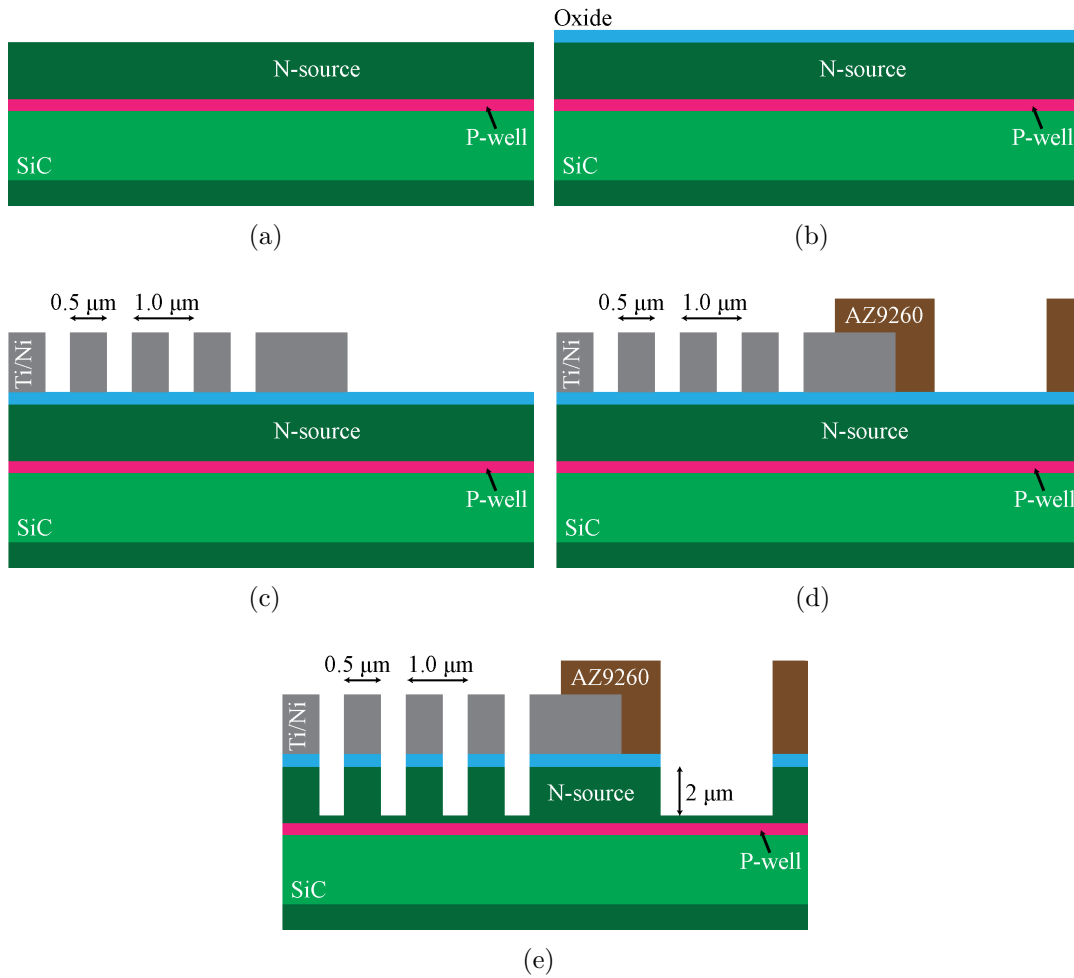 N-source
P-well
SiC
(a)
Oxide
N-source
P-well
(b)
0.5 μm
1.0 μm
Ti/Ni
N-source
P-well
SiC
(c)
0.5 μm
1.0 μm
AZ9260
Ti/Ni
N-source
P-well
SiC
(d)
0.5 μm
1.0 μm
AZ9260
Ti/Ni
N-source
2 μm
P-well
SiC
(e)